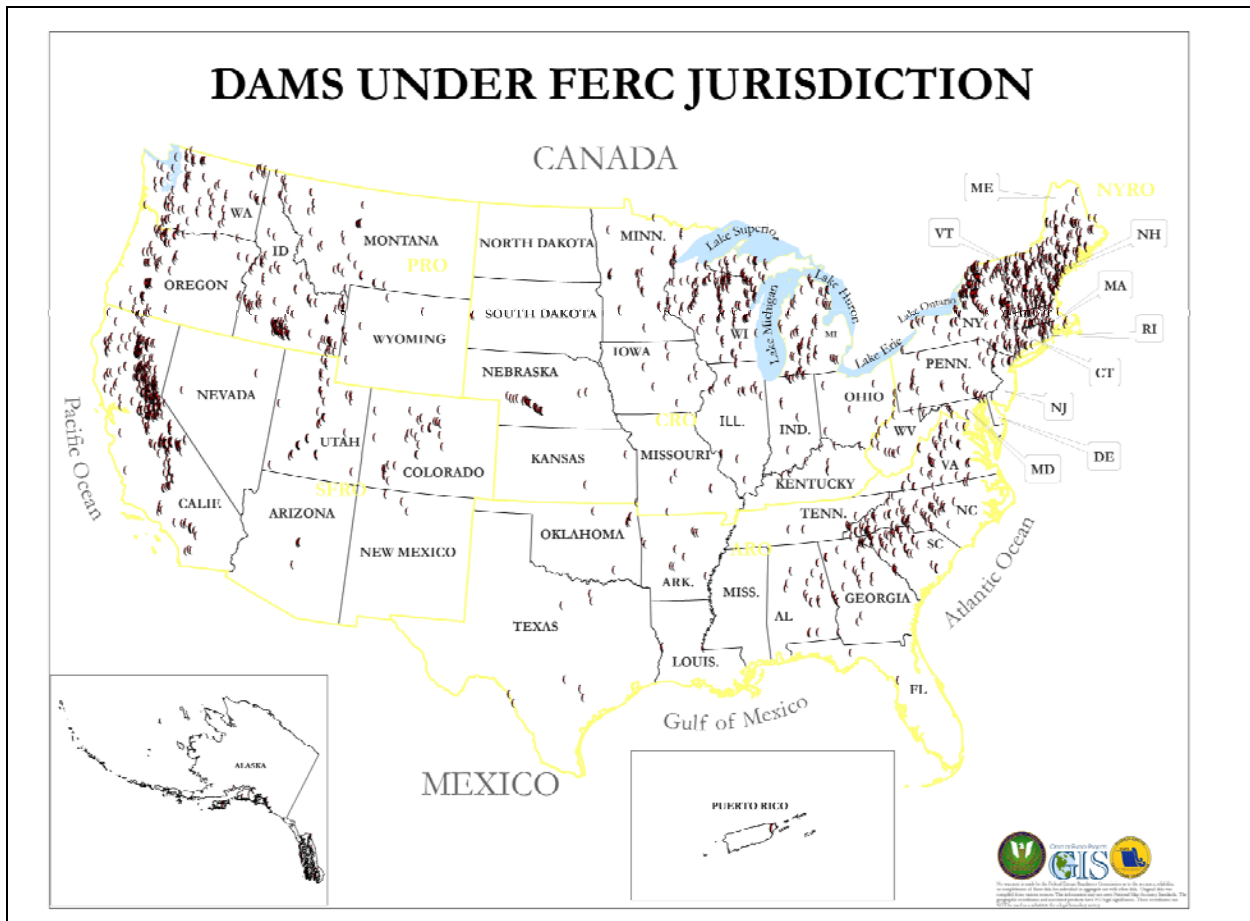 DAMS UNDER FERC JURISDICTION
CANADA
ME
NYRO
VT
NH
WA
MONTANA
NORTH DAKOTA
MINN.
Lake Superio
ID
PRO
MA
OREGON
Lake Huron
Lake Ontario
SOUTH DAKOTA
WI
Lake Michigan
MI
NY
RI
WYOMING
Lake Erie
IOWA
PENN.
CT
NEBRASKA
NEVADA
OHIO
NJ
ILL.
IND.
CRO
WV
UTAH
DE
COLORADO
KANSAS
MISSOURI
VA
MD
Pacific Ocean
KENTUCKY
SFRO
CALIF.
ARIZONA
TENN.
NC
OKLAHOMA
NEW MEXICO
ARO
SC
Atlantic Ocean
ARK.
MISS.
GEORGIA
AL
TEXAS
LOUIS.
FL
Gulf of Mexico
ALASKA
MEXICO
PUERTO RICO
GIS